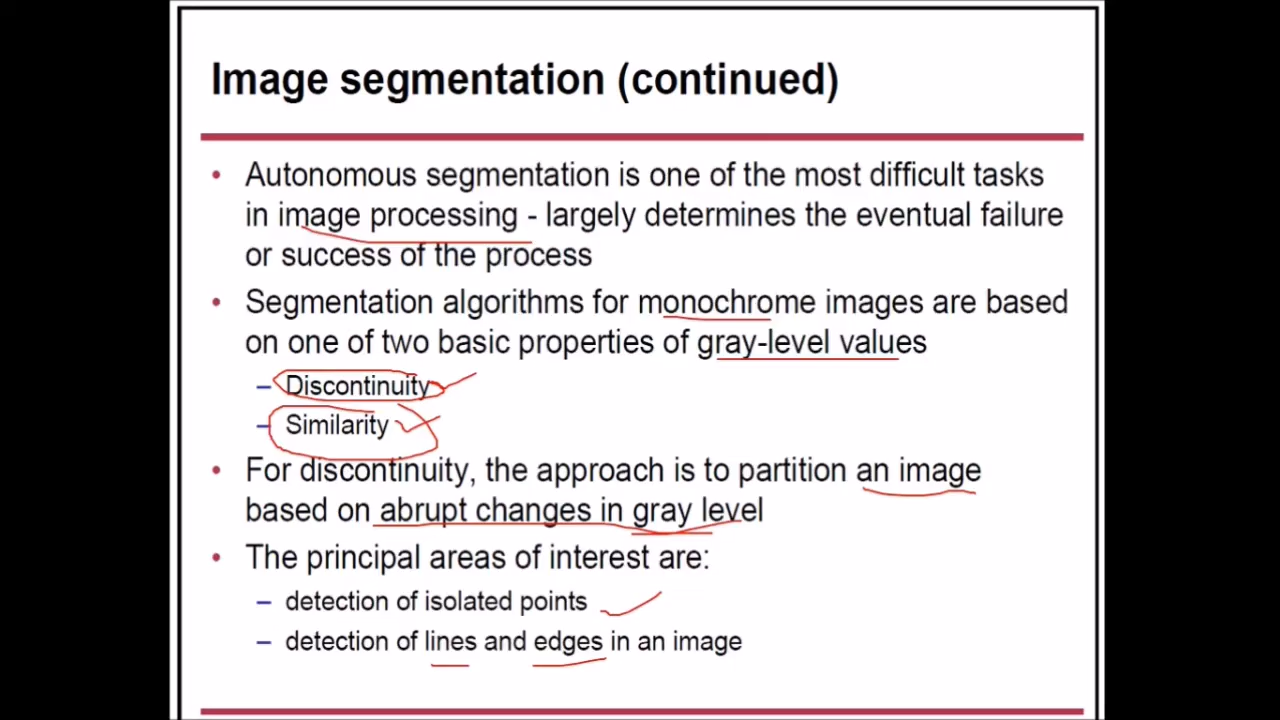 Image segmentation (continued)
• Autonomous segmentation is one of the most difficult tasks
in image processing - largely determines the eventual failure
or success of the process
• Segmentation algorithms for monochrome images are based
on one of two basic properties of gray-level values
– Discontinuity
– Similarity
• For discontinuity, the approach is to partition an image
based on abrupt changes in gray level
• The principal areas of interest are:
– detection of isolated points
– detection of lines and edges in an image